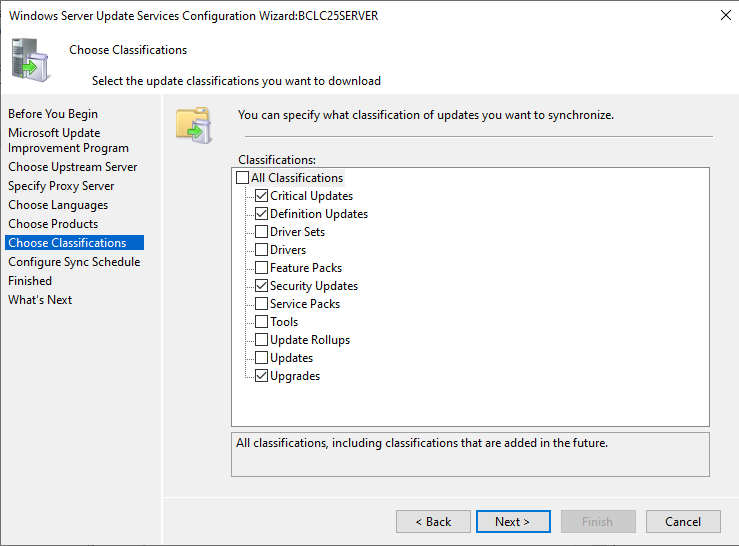 Windows Server Update Services Configuration Wizard:BCLC25SERVER
Choose Classifications
Select the update classifications you want to download
Before You Begin
Microsoft Update
Improvement Program
Choose Upstream Server
Specify Proxy Server
Choose Languages
Choose Products
Choose Classifications
Configure Sync Schedule
Finished
What's Next
You can specify what classification of updates you want to synchronize.
Classifications:
All Classifications
Critical Updates
Definition Updates
Driver Sets
Drivers
Feature Packs
Security Updates
Service Packs
Tools
Update Rollups
Updates
Upgrades
All classifications, including classifications that are added in the future.
< Back
Next >
Finish
Cancel